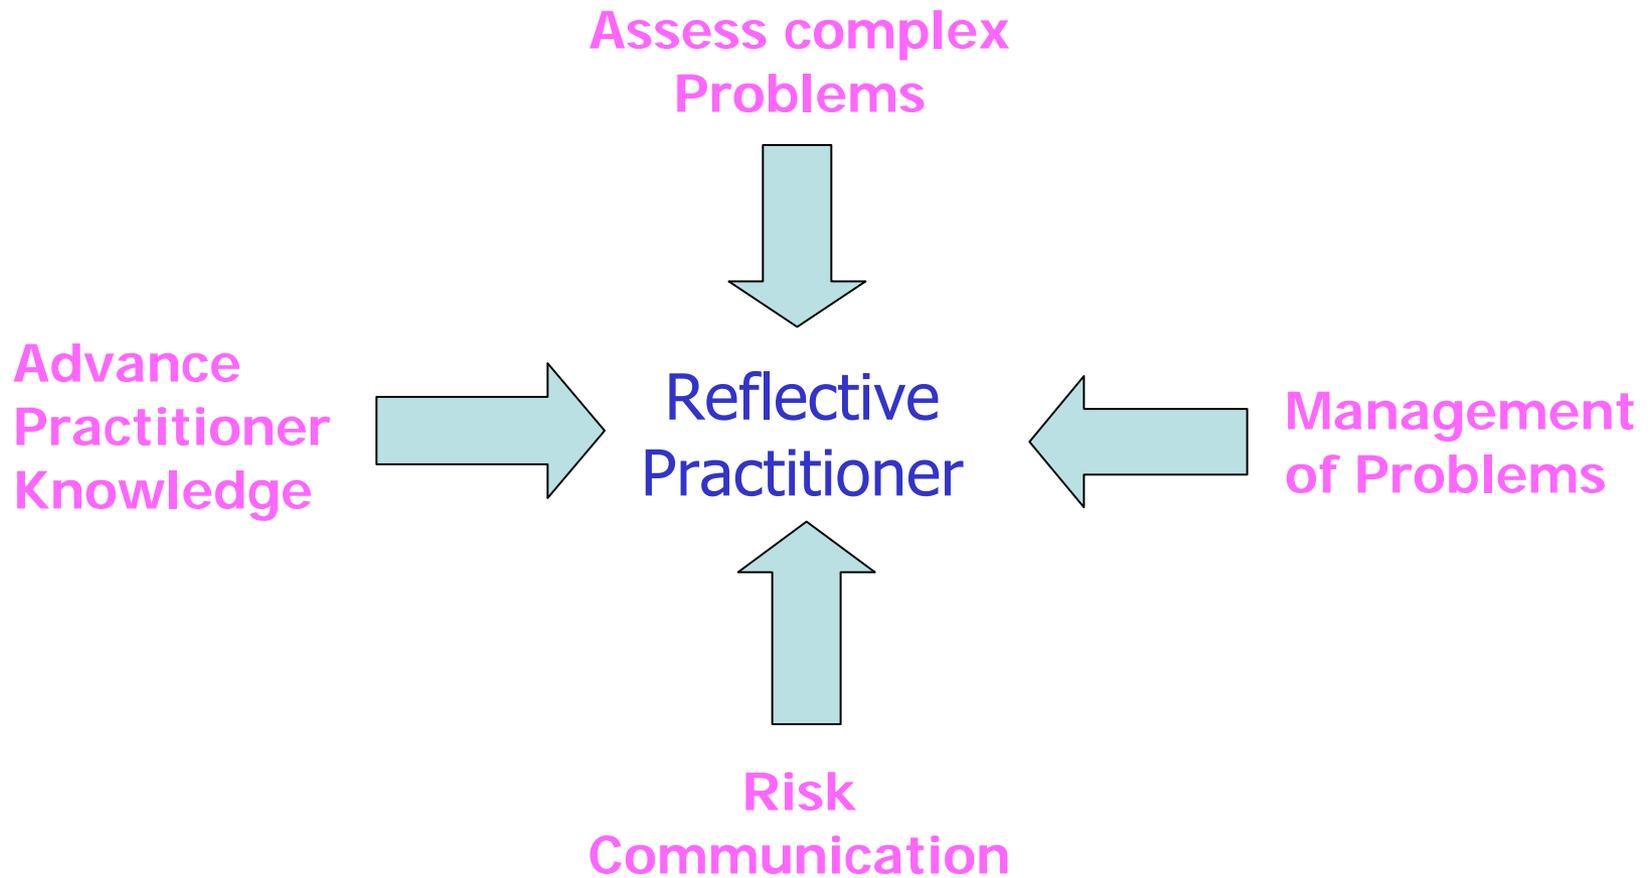 Assess complex
Problems
Advance
Practitioner
Knowledge
Reflective
Practitioner
Management
of Problems
Risk
Communication